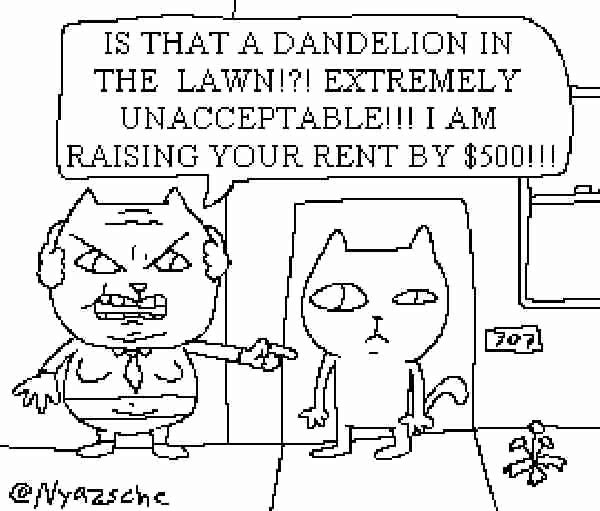 IS THAT A DANDELION IN
THE LAWN!?! EXTREMELY
UNACCEPTABLE!!! I AM
RAISING YOUR RENT BY $500!!!
707
@Nyazsche